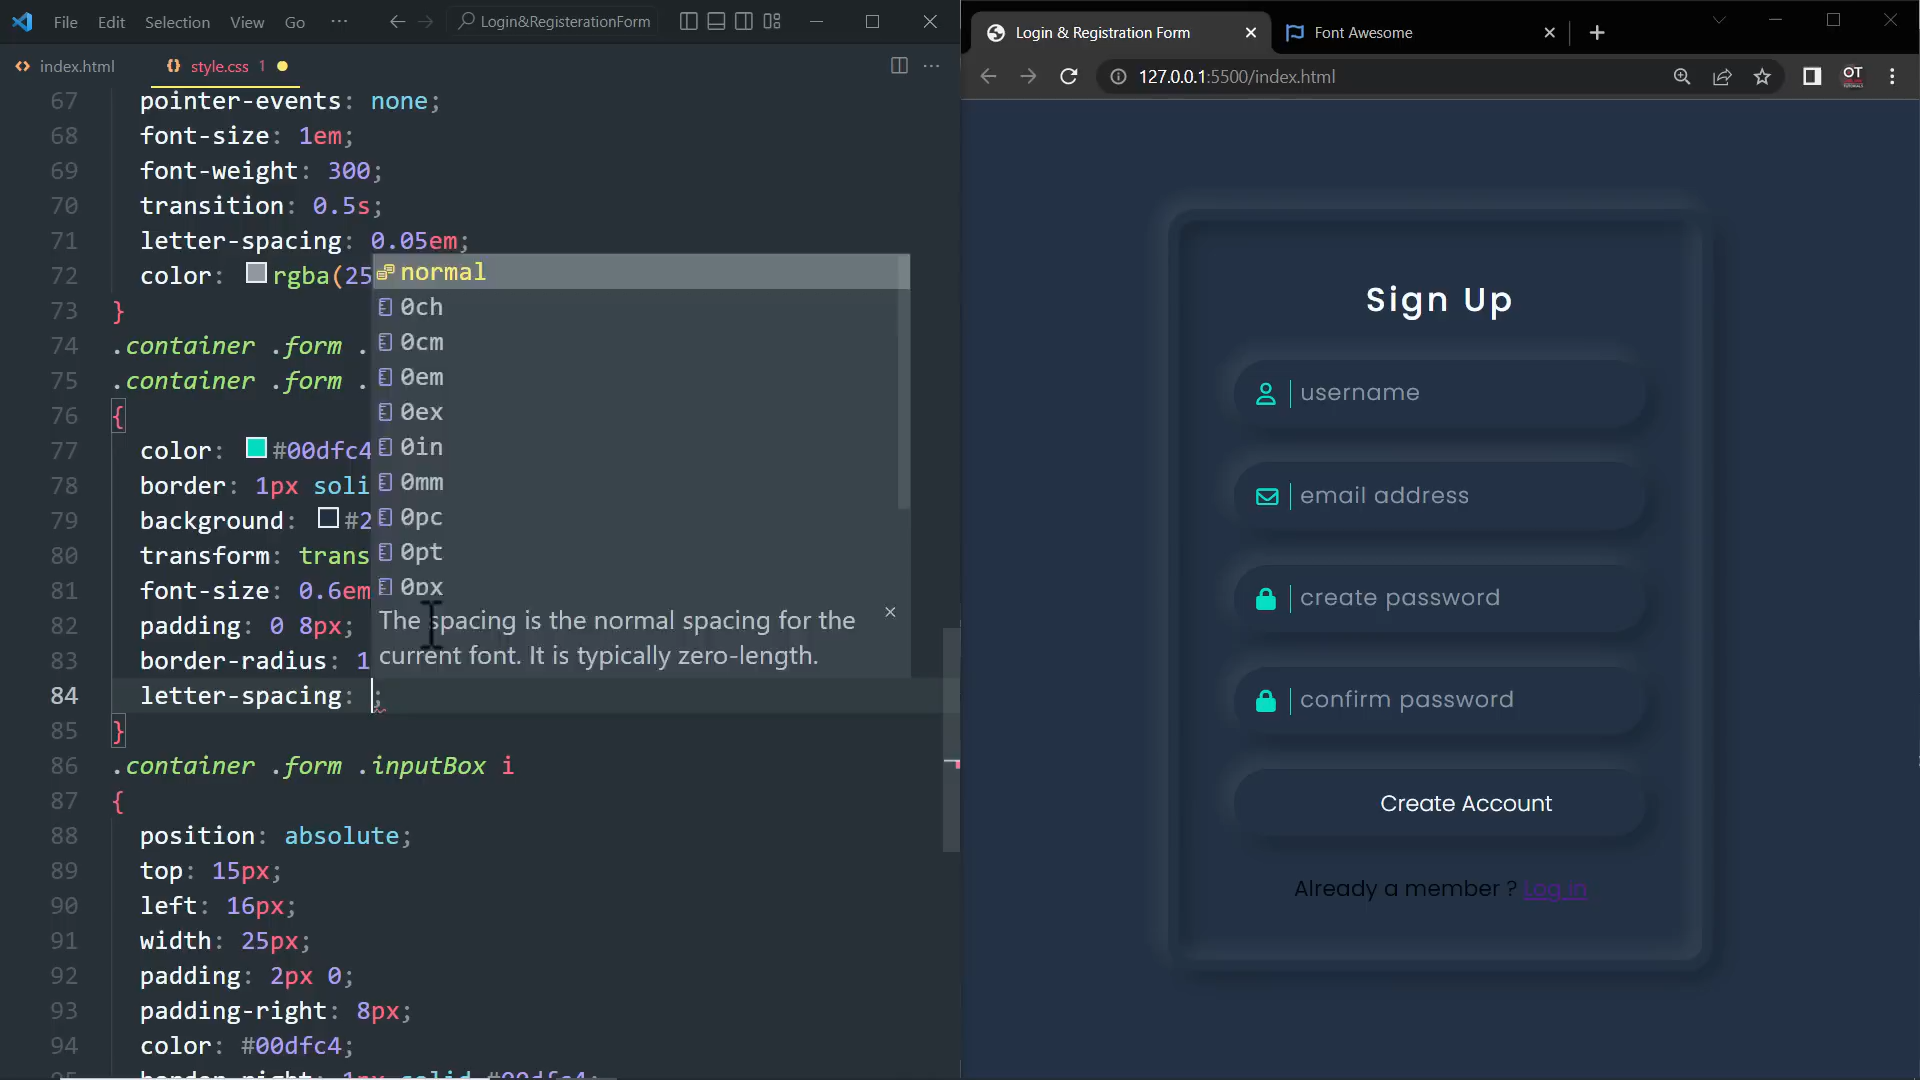 File Edit Selection View Go ··· Login&RegisterationForm
index.html style.css 1
67 pointer-events: none;
68 font-size: 1em;
69 font-weight: 300;
70 transition: 0.5s;
71 letter-spacing: 0.05em;
72 color: rgba(25
73 }
74 .container .form .
75 .container .form .
76 {
77 color: #00dfc4
78 border: 1px soli
79 background: #2
80 transform: trans
81 font-size: 0.6em
82 padding: 0 8px;
83 border-radius: 1
84 letter-spacing: ;
85 }
86 .container .form .inputBox i
87 {
88 position: absolute;
89 top: 15px;
90 left: 16px;
91 width: 25px;
92 padding: 2px 0;
93 padding-right: 8px;
94 color: #00dfc4;
95 border-right: 1px solid #00dfc4;
normal
0ch
0cm
0em
0ex
0in
0mm
0pc
0pt
0px
The spacing is the normal spacing for the
current font. It is typically zero-length.
Login & Registration Form Font Awesome
127.0.0.1:5500/index.html OT
Sign Up
username
email address
create password
confirm password
Create Account
Already a member ? Log in